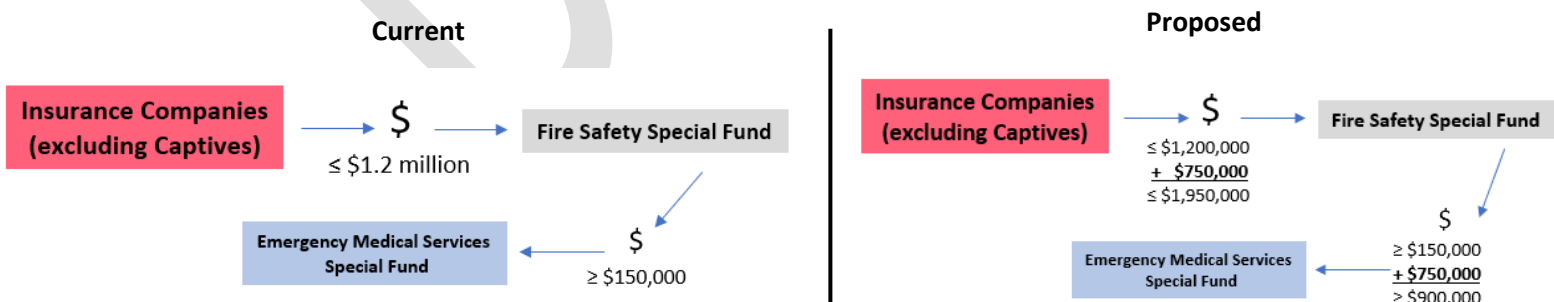 Current
Insurance Companies
(excluding Captives)
$
≤ $1.2 million
Fire Safety Special Fund
$
≥ $150,000
Emergency Medical Services
Special Fund
Proposed
Insurance Companies
(excluding Captives)
$
≤ $1,200,000
+ $750,000
≤ $1,950,000
Fire Safety Special Fund
$
≥ $150,000
+ $750,000
≥ $900,000
Emergency Medical Services
Special Fund